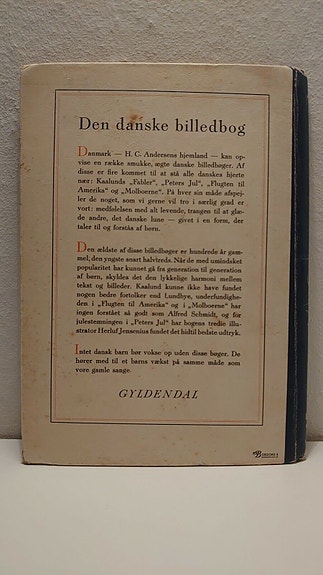 Den danske billedbog
Danmark — H. C. Andersens hjemland — kan op-
vise en række smukke, ægte danske billedbøger. Af
disse er fire kommet til at stå alle danskes hjerte
nær: Kaalunds „Fabler“, „Peters Jul“, „Flugten til
Amerika“ og „Molboerne“. På hver sin måde afspej-
ler de noget, som vi gerne vil tro i særlig grad er
vort: medfølelsen med alt levende, trangen til at glæ-
de andre, det danske lune — givet i en form, der
taler til og forstås af børn.
Den ældste af disse billedbøger er hundrede år gam-
mel, den yngste snart halvtreds. Når de med umindsket
popularitet har kunnet gå fra generation til generation
af børn, skyldes det den lykkelige harmoni mellem
tekst og billeder. Kaalund kunne ikke have fundet
nogen bedre fortolker end Lundbye, underfundighe-
den i „Flugten til Amerika“ og i „Molboerne“ har
ingen forstået så godt som Alfred Schmidt, og for
julestemningen i „Peters Jul“ har bogens tredie illu-
strator Herluf Jensenius fundet det hidtil bedste udtryk.
Intet dansk barn bør vokse op uden disse bøger. De
hører med til et barns vækst på samme måde som
vore gamle sange.
GYLDENDAL